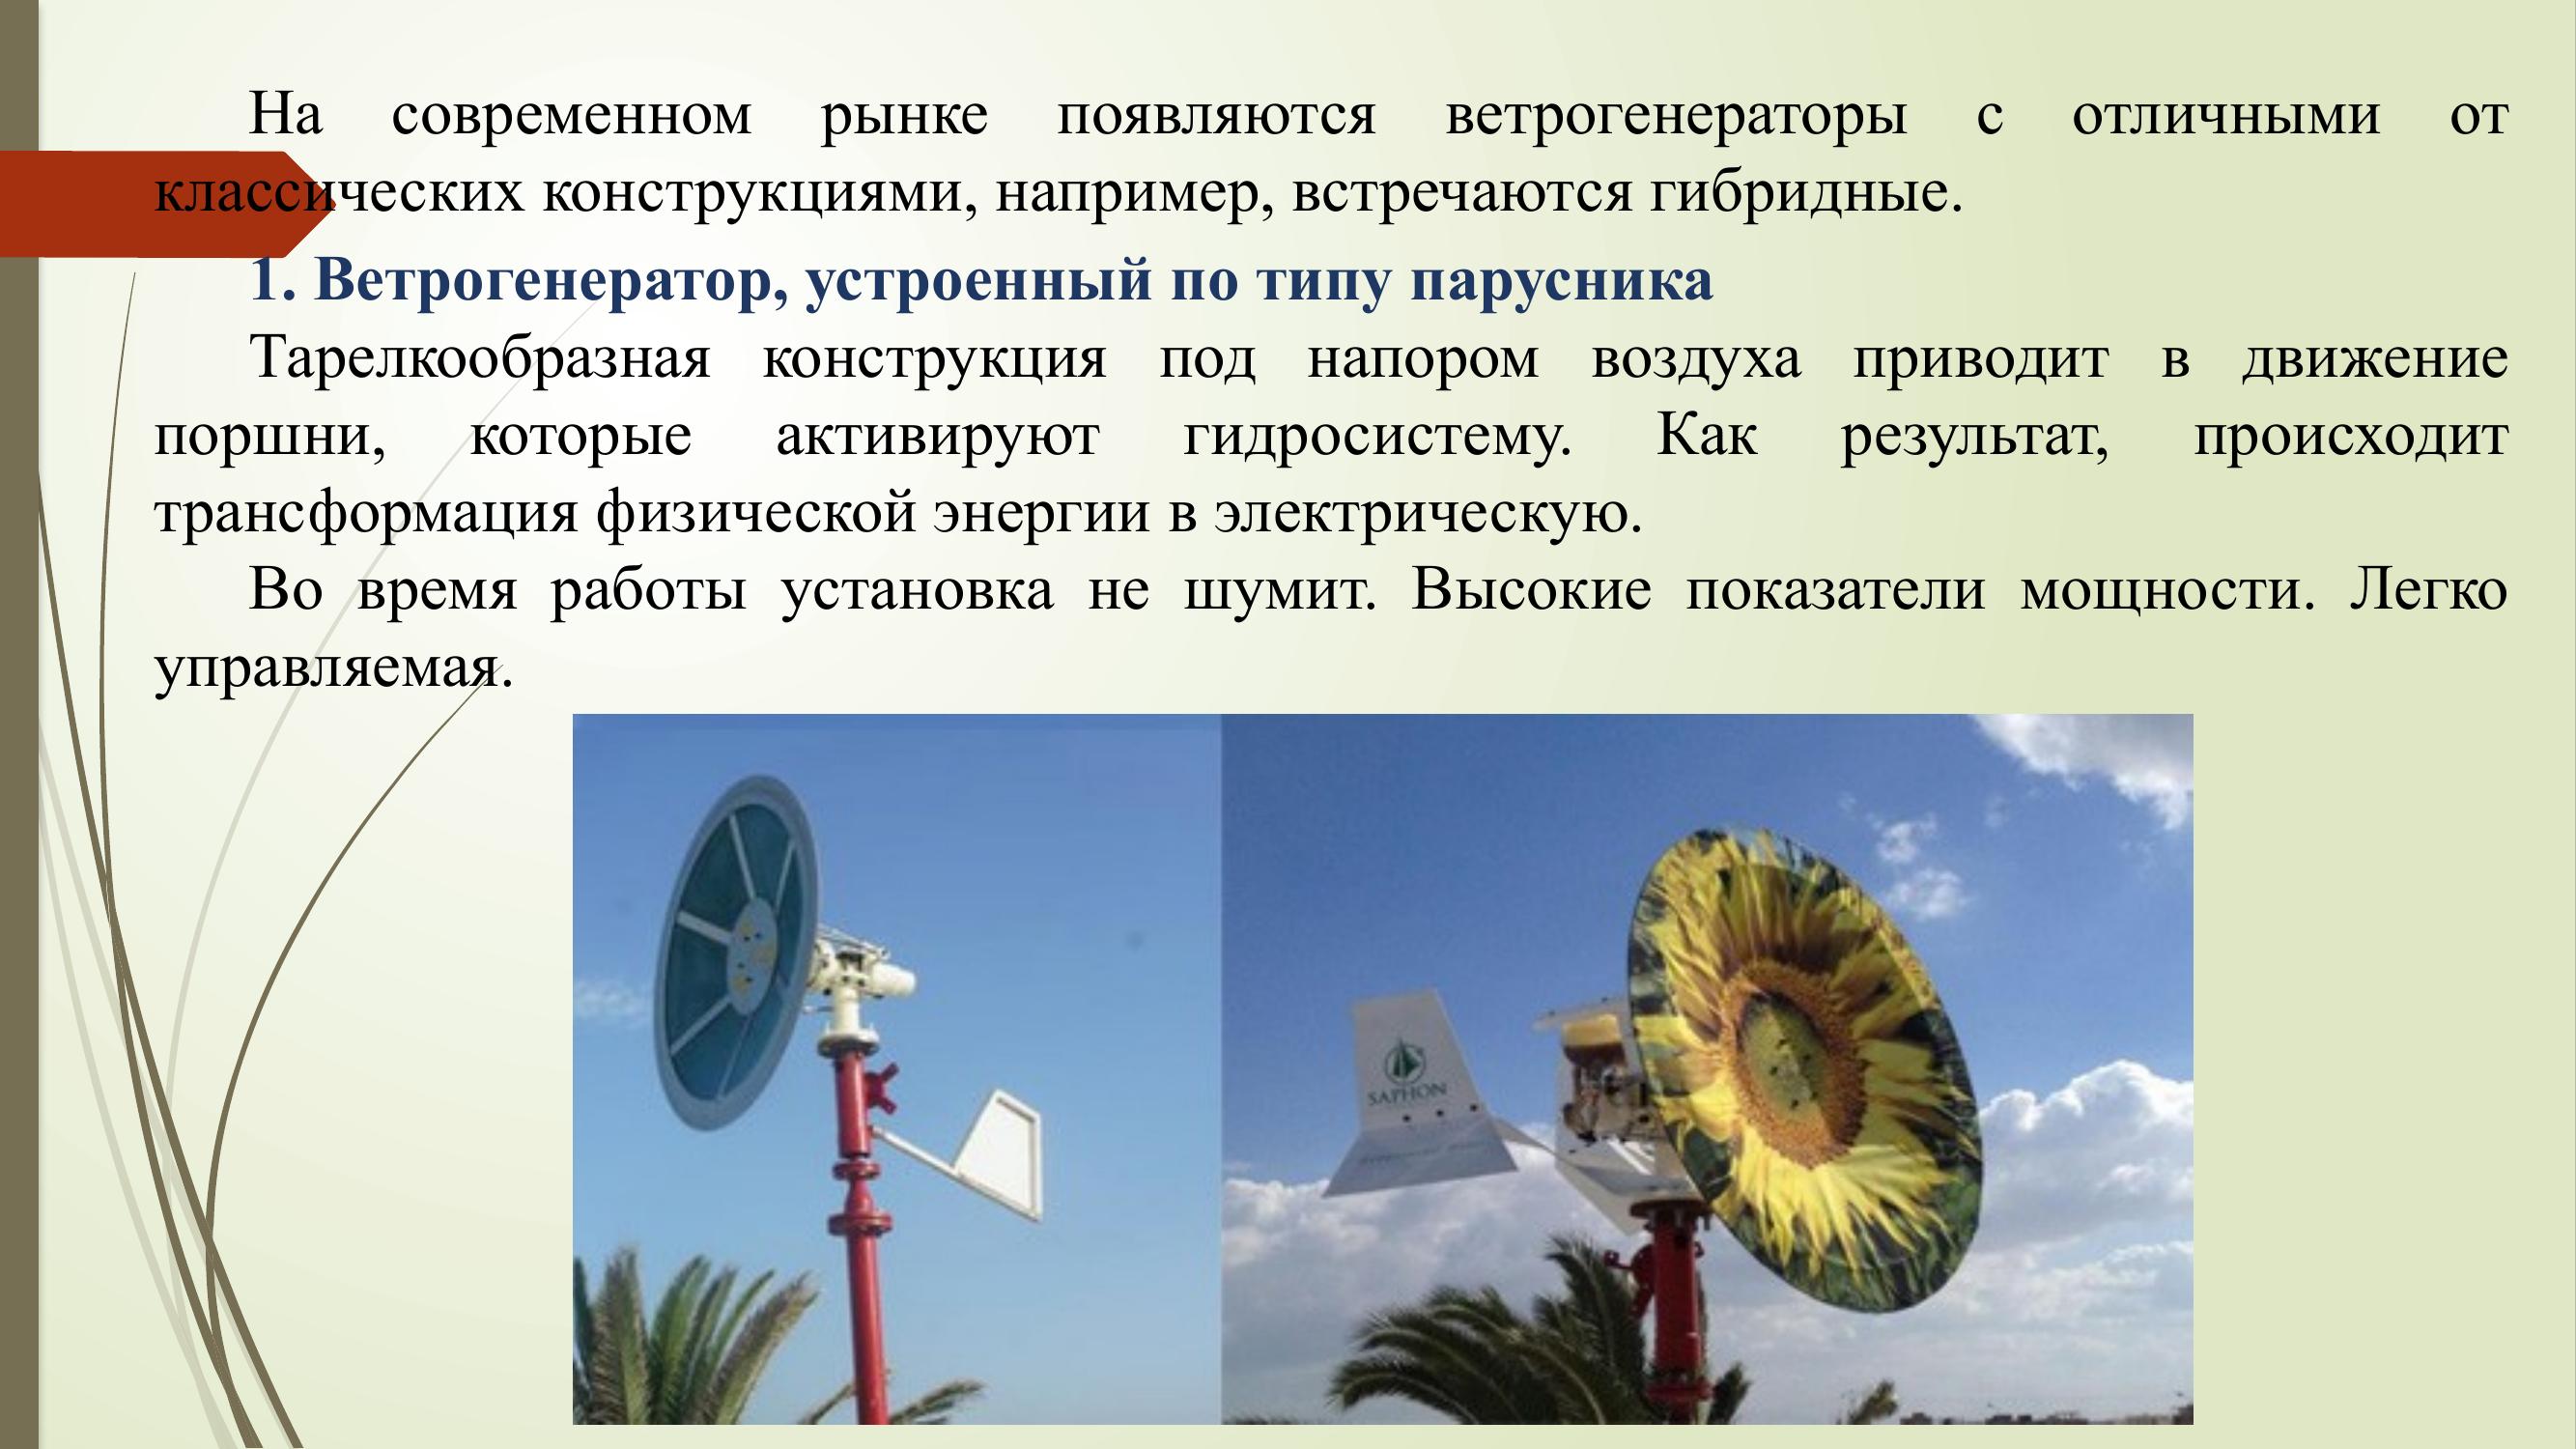 На современном рынке появляются ветрогенераторы с отличными от
классических конструкциями, например, встречаются гибридные.
1. Ветрогенератор, устроенный по типу парусника
Тарелкообразная конструкция под напором воздуха приводит в движение
поршни, которые активируют гидросистему. Как результат, происходит
трансформация физической энергии в электрическую.
Во время работы установка не шумит. Высокие показатели мощности. Легко
управляемая.
SAPHON